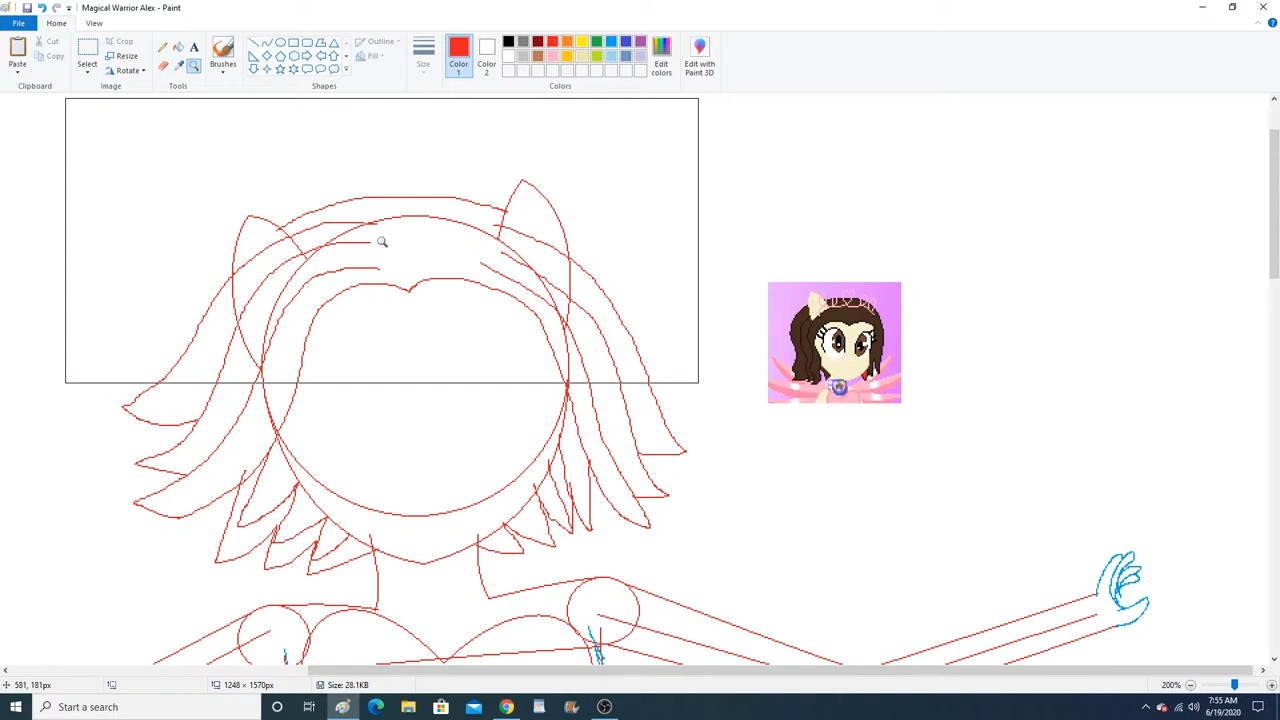 Magical Warrior Alex - Paint
File Home View
Paste Cut Copy Clipboard
Select Crop Resize Rotate Image
Tools
Brushes
Outline Fill Shapes
Size
Color 1 Color 2 Colors
Edit colors
Edit with Paint 3D
581, 181px 1248 × 1570px Size: 28.1KB 200%
Start a search
7:55 AM
6/19/2020